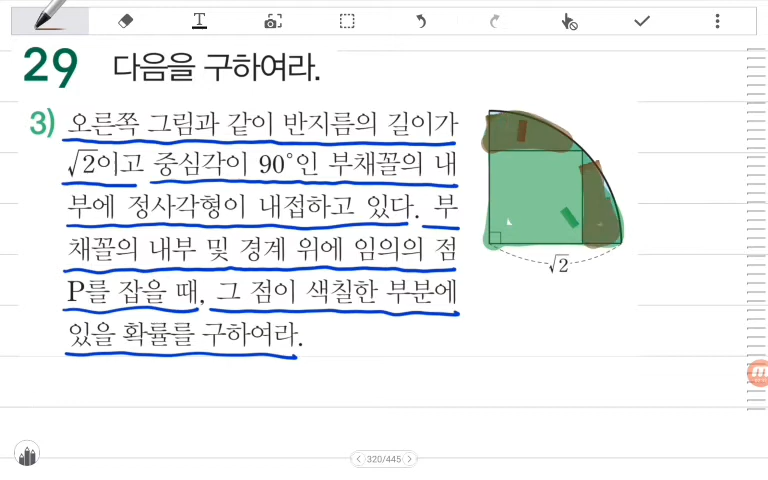 T
29 다음을 구하여라.
3) 오른쪽 그림과 같이 반지름의 길이가
√2이고 중심각이 90°인 부채꼴의 내
부에 정사각형이 내접하고 있다. 부
채꼴의 내부 및 경계 위에 임의의 점
P를 잡을 때, 그 점이 색칠한 부분에
있을 확률를 구하여라.
√2
320/445